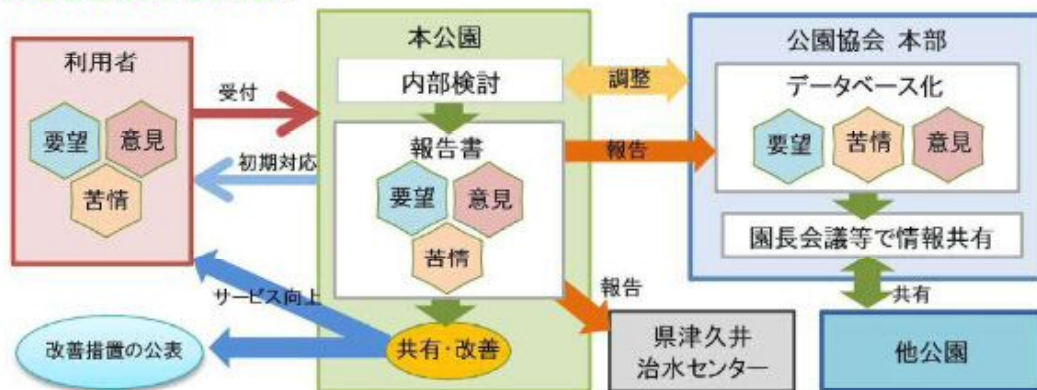 利用者
要望
意見
苦情
受付
初期対応
サービス向上
改善措置の公表
本公園
内部検討
報告書
要望
意見
苦情
共有・改善
調整
報告
報告
県津久井
治水センター
公園協会 本部
データベース化
要望
苦情
意見
園長会議等で情報共有
共有
他公園